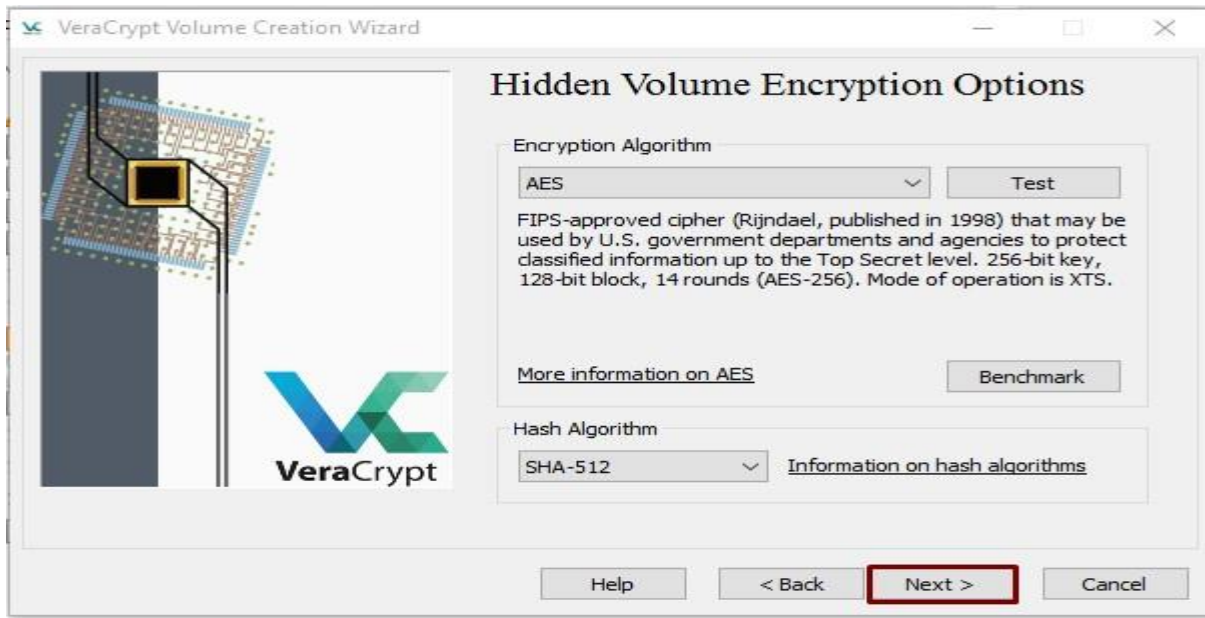 VeraCrypt Volume Creation Wizard
Hidden Volume Encryption Options
Encryption Algorithm
AES
Test
FIPS-approved cipher (Rijndael, published in 1998) that may be
used by U.S. government departments and agencies to protect
classified information up to the Top Secret level. 256-bit key,
128-bit block, 14 rounds (AES-256). Mode of operation is XTS.
More information on AES
Benchmark
Hash Algorithm
SHA-512
Information on hash algorithms
VeraCrypt
Help
< Back
Next >
Cancel